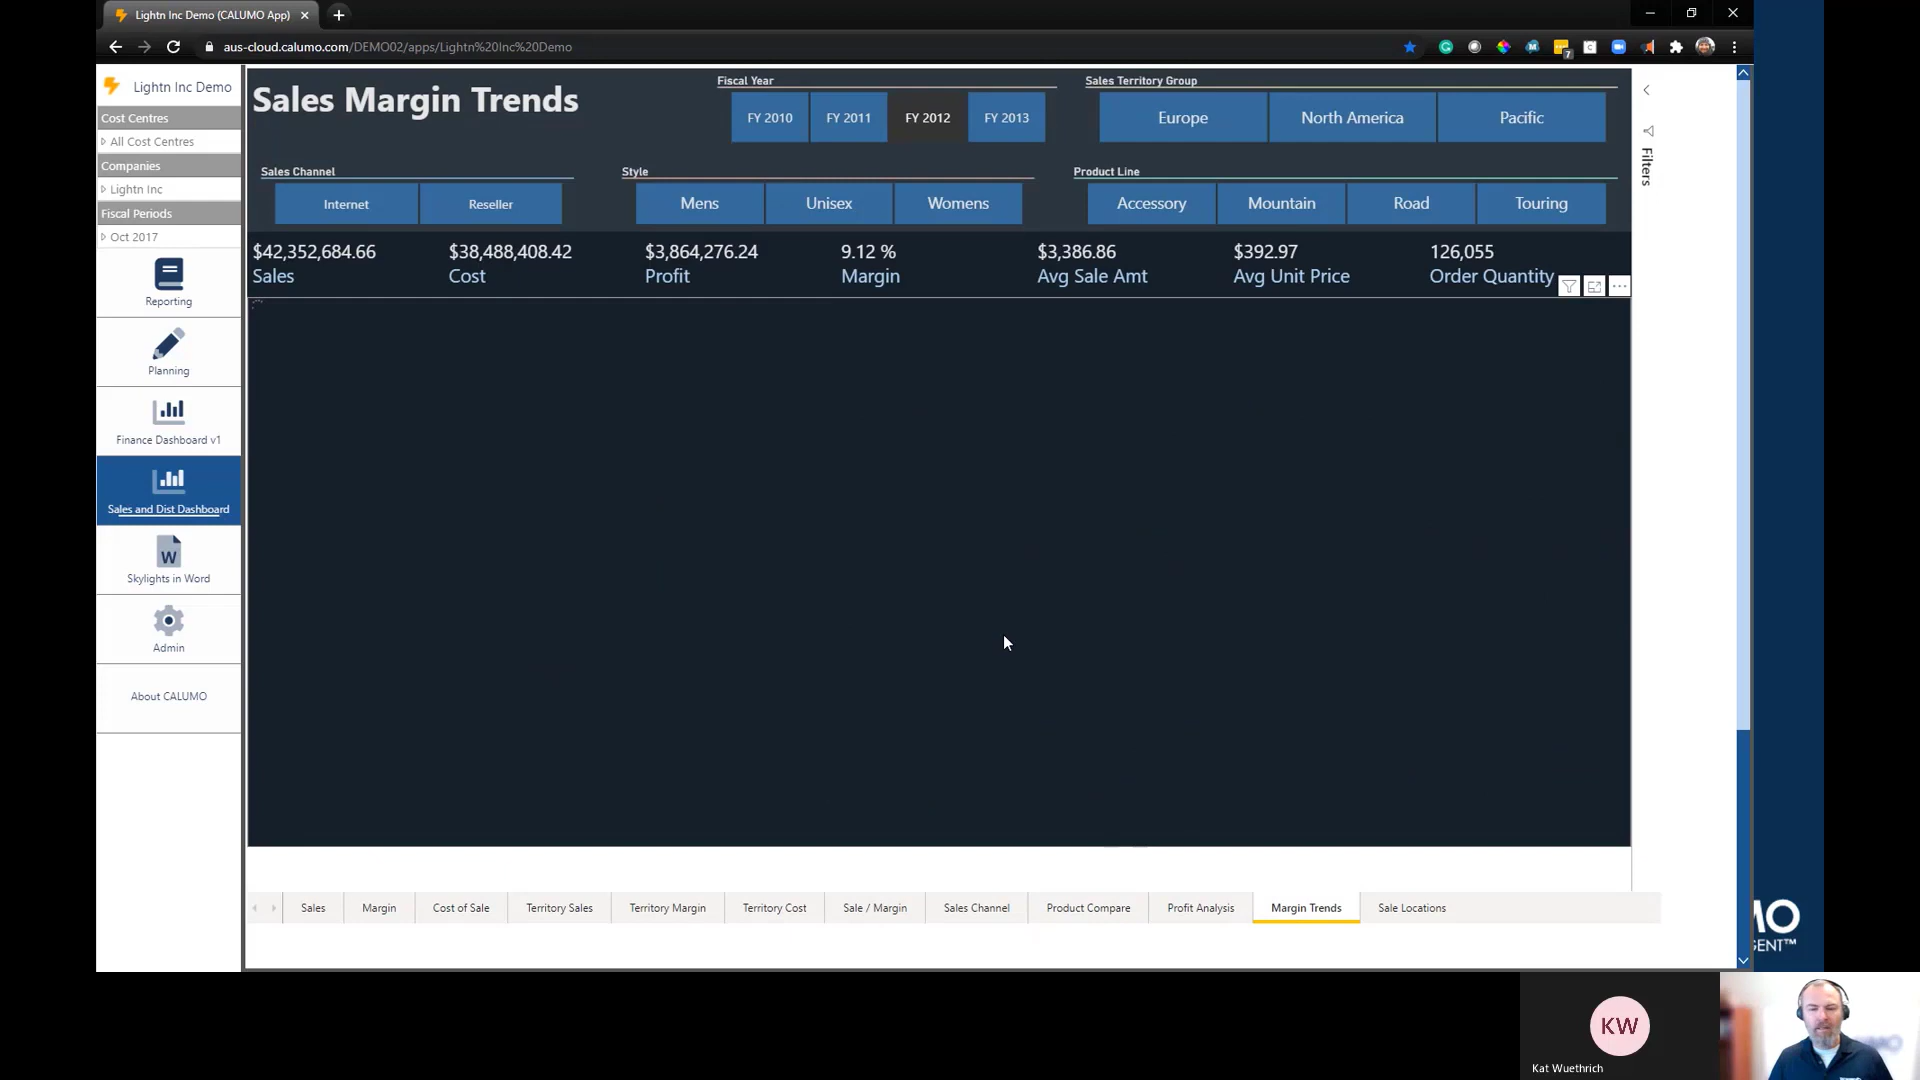 Lightn Inc Demo (CALUMO App)
aus-cloud.calumo.com/DEMO02/apps/Lightn%20Inc%20Demo
Lightn Inc Demo
Cost Centres
All Cost Centres
Companies
Lightn Inc
Fiscal Periods
Oct 2017
Reporting
Planning
Finance Dashboard v1
Sales and Dist Dashboard
W
Skylights in Word
Admin
About CALUMO
Sales Margin Trends
Fiscal Year
FY 2010
FY 2011
FY 2012
FY 2013
Sales Territory Group
Europe
North America
Pacific
Sales Channel
Internet
Reseller
Style
Mens
Unisex
Womens
Product Line
Accessory
Mountain
Road
Touring
$42,352,684.66
Sales
$38,488,408.42
Cost
$3,864,276.24
Profit
9.12 %
Margin
$3,386.86
Avg Sale Amt
$392.97
Avg Unit Price
126,055
Order Quantity
Filters
Sales
Margin
Cost of Sale
Territory Sales
Territory Margin
Territory Cost
Sale / Margin
Sales Channel
Product Compare
Profit Analysis
Margin Trends
Sale Locations
MO
GENT™
KW
Kat Wuethrich